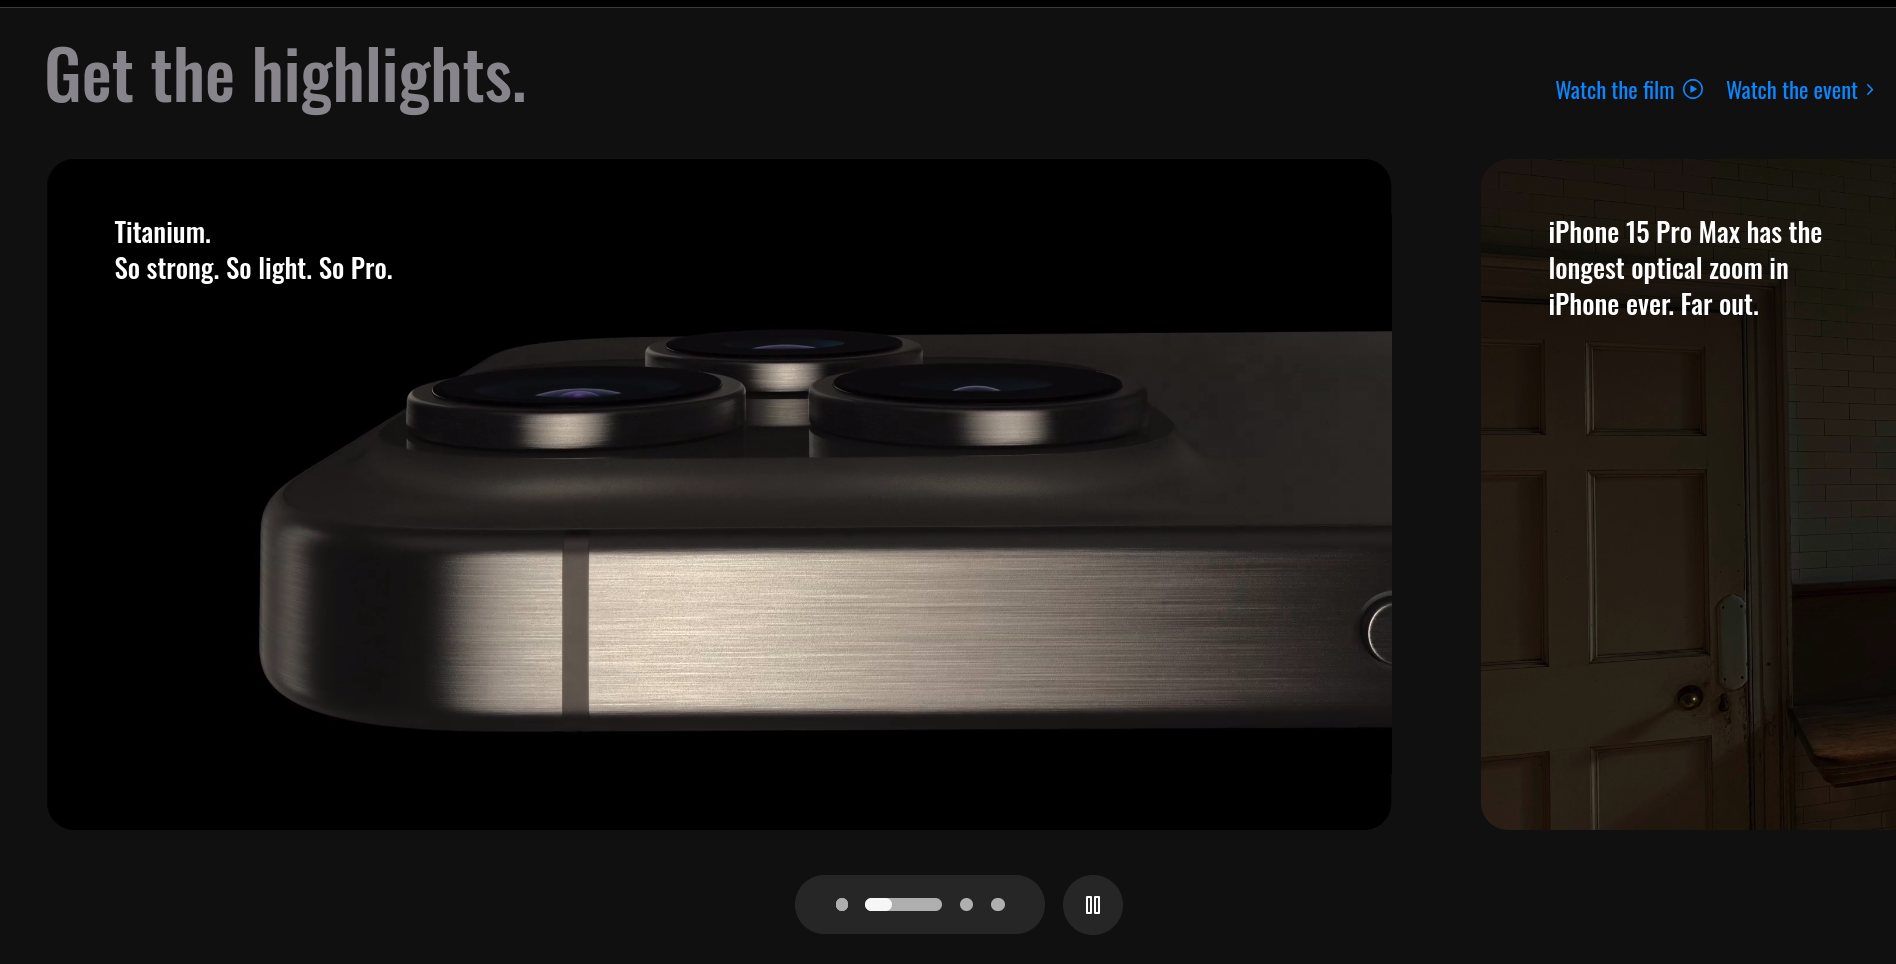 Get the highlights.
Watch the film
Watch the event
Titanium.
So strong. So light. So Pro.
iPhone 15 Pro Max has the
longest optical zoom in
iPhone ever. Far out.